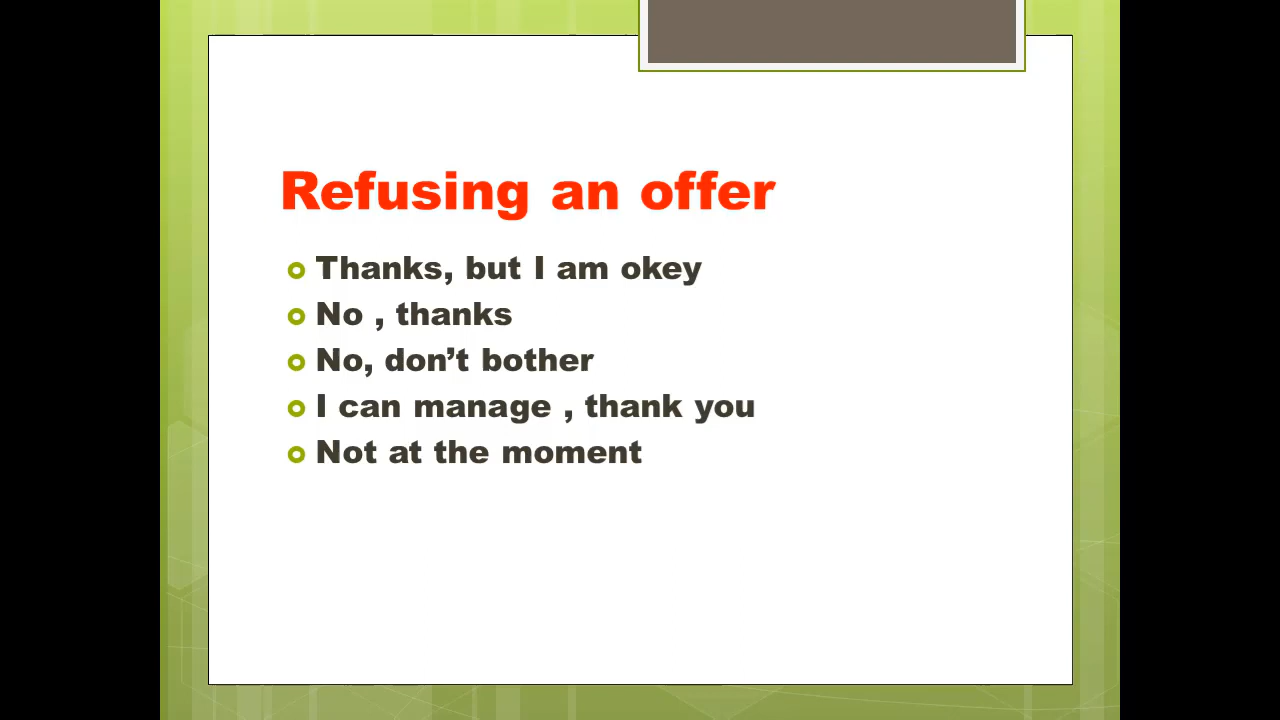 Refusing an offer
Thanks, but I am okey
No , thanks
No, don’t bother
I can manage , thank you
Not at the moment